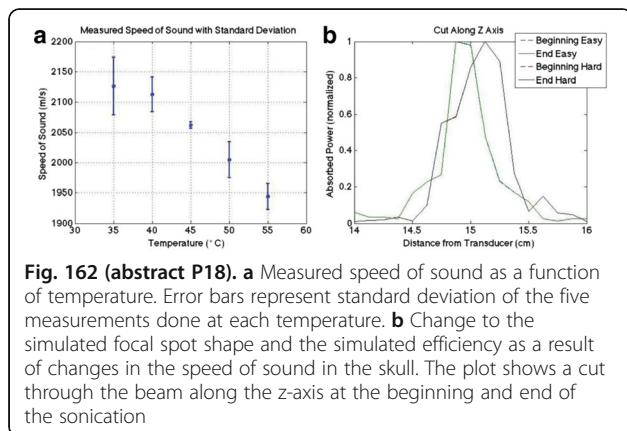 a
Measured Speed of Sound with Standard Deviation
2200
2150
2100
2050
2000
1950
1900
Speed of Sound (m/s)
30 35 40 45 50 55 60
Temperature (°C)
b
Cut Along Z Axis
1
0.8
0.6
0.4
0.2
0
Absorbed Power (normalized)
14 14.5 15 15.5 16
Distance from Transducer (cm)
Beginning Easy
End Easy
Beginning Hard
End Hard
Fig. 162 (abstract P18). a Measured speed of sound as a function
of temperature. Error bars represent standard deviation of the five
measurements done at each temperature. b Change to the
simulated focal spot shape and the simulated efficiency as a result
of changes in the speed of sound in the skull. The plot shows a cut
through the beam along the z-axis at the beginning and end of
the sonication